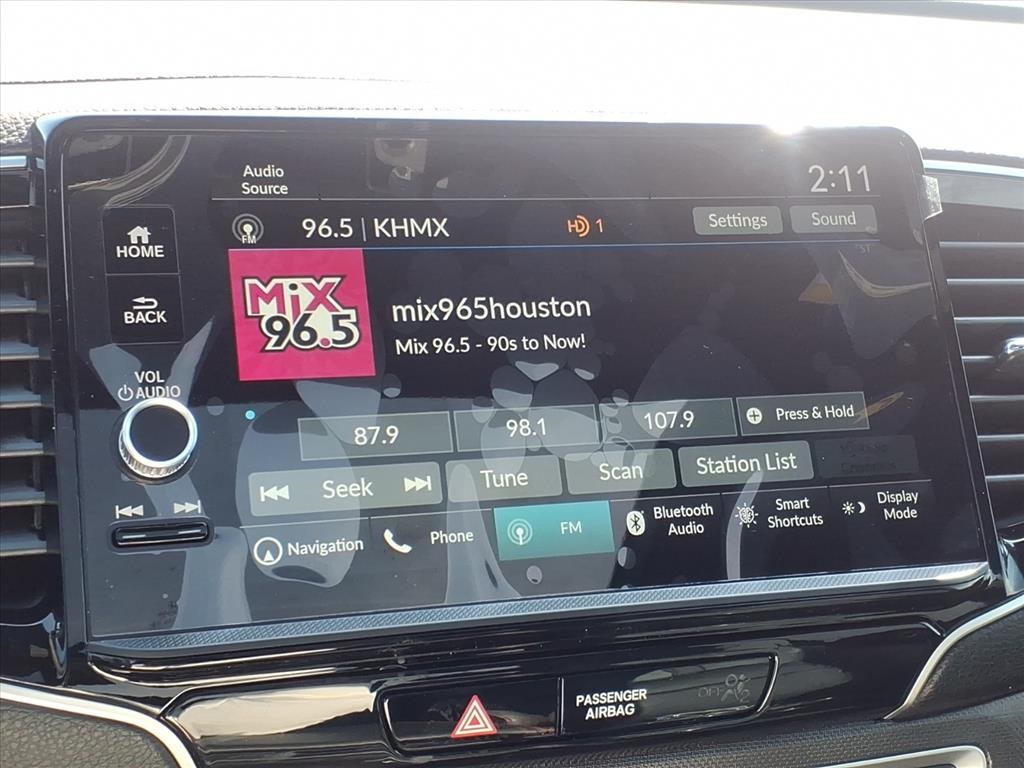 Audio
Source
2:11
HOME
FM
96.5 | KHMX
HD 1
Settings
Sound
MiX
96.5
mix965houston
Mix 96.5 - 90s to Now!
BACK
VOL
AUDIO
87.9
98.1
107.9
Press & Hold
Seek
Tune
Scan
Station List
Navigation
Phone
FM
Bluetooth
Audio
Smart
Shortcuts
Display
Mode
PASSENGER
AIRBAG
OFF